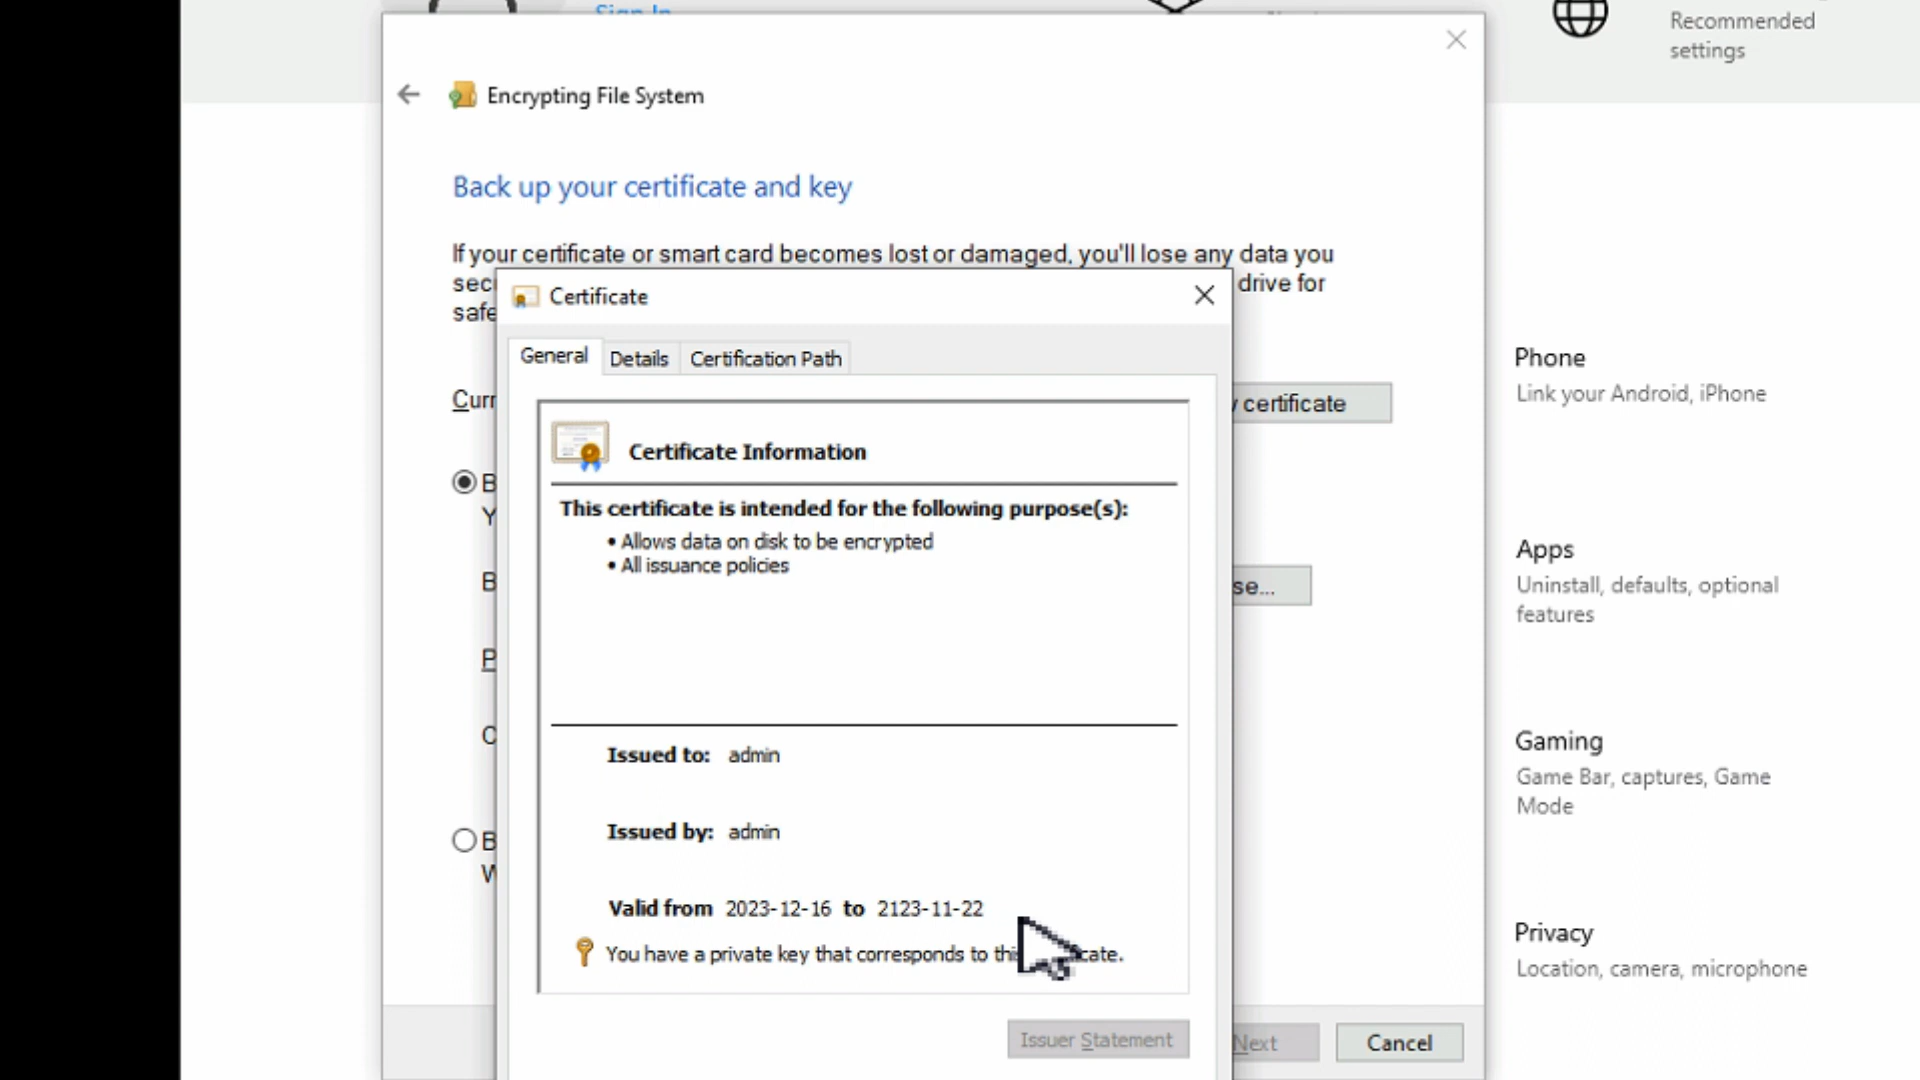 Sign In
Recommended
settings
Encrypting File System
Back up your certificate and key
If your certificate or smart card becomes lost or damaged, you'll lose any data you
drive for
Certificate
General
Details
Certification Path
certificate
Certificate Information
This certificate is intended for the following purpose(s):
• Allows data on disk to be encrypted
• All issuance policies
Issued to: admin
Issued by: admin
Valid from 2023-12-16 to 2123-11-22
You have a private key that corresponds to
Issuer Statement
Next
Cancel
Phone
Link your Android, iPhone
Apps
Uninstall, defaults, optional
features
Gaming
Game Bar, captures, Game
Mode
Privacy
Location, camera, microphone